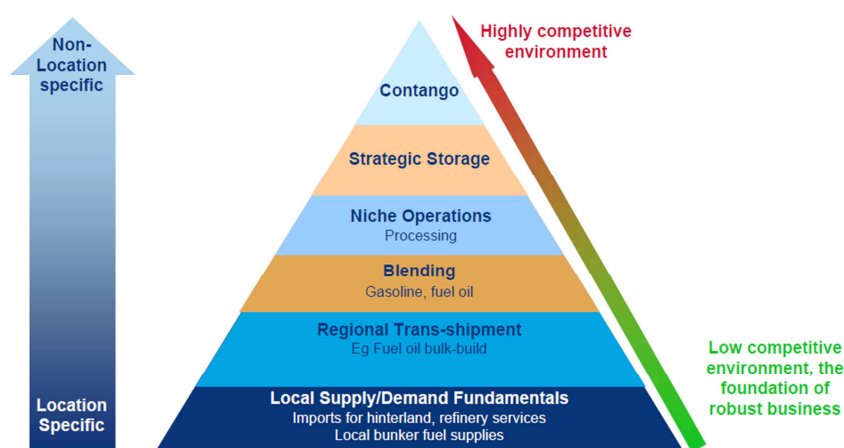 Non-
Location
specific
Location
Specific
Contango
Strategic Storage
Niche Operations
Processing
Blending
Gasoline, fuel oil
Regional Trans-shipment
Eg Fuel oil bulk-build
Local Supply/Demand Fundamentals
Imports for hinterland, refinery services
Local bunker fuel supplies
Highly competitive
environment
Low competitive
environment, the
foundation of
robust business